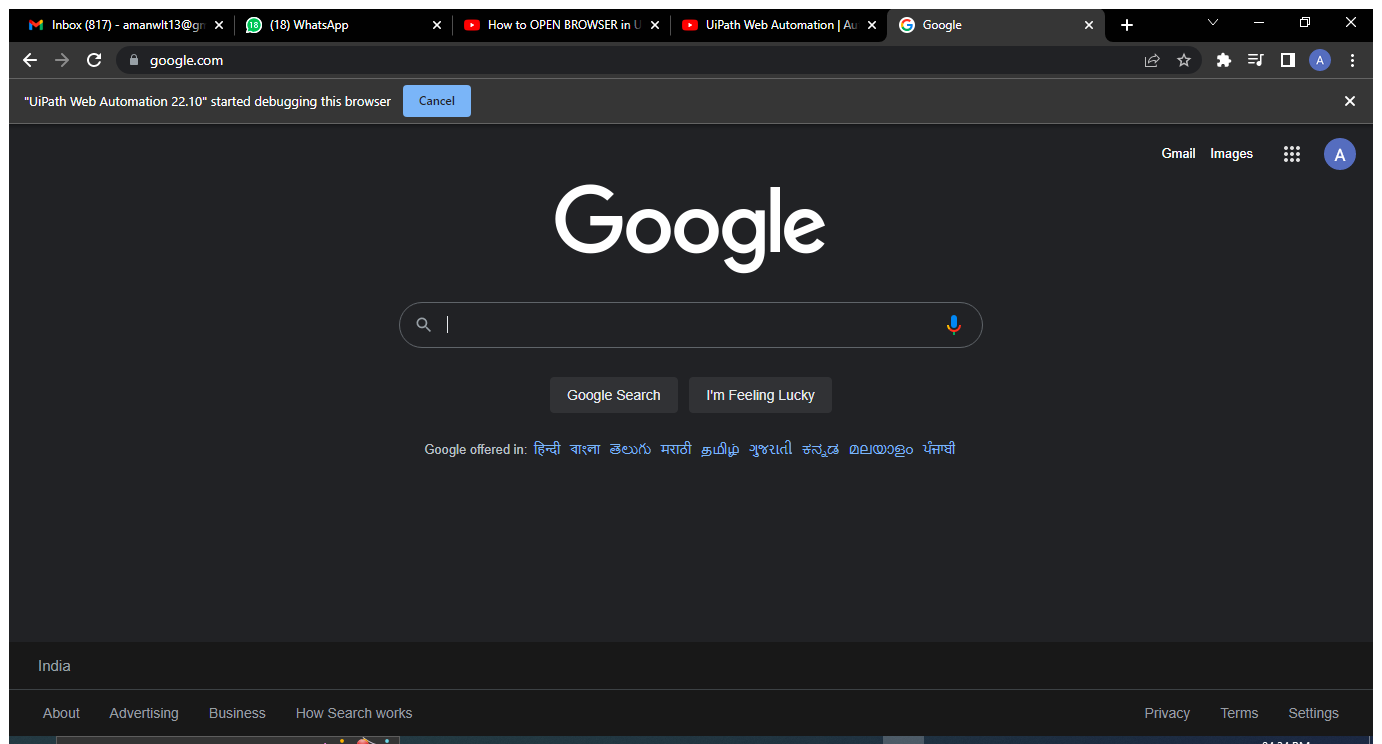 Inbox (817) - amanwlt13@gm
18 (18) WhatsApp
How to OPEN BROWSER in U
UiPath Web Automation | Au
Google
google.com
A
"UiPath Web Automation 22.10" started debugging this browser
Cancel
Gmail Images A
Google
Google Search I'm Feeling Lucky
Google offered in: हिन्दी বাংলা తెలుగు मराठी தமிழ் ગુજરાતી ಕನ್ನಡ മലയാളം ਪੰਜਾਬੀ
India
About Advertising Business How Search works Privacy Terms Settings